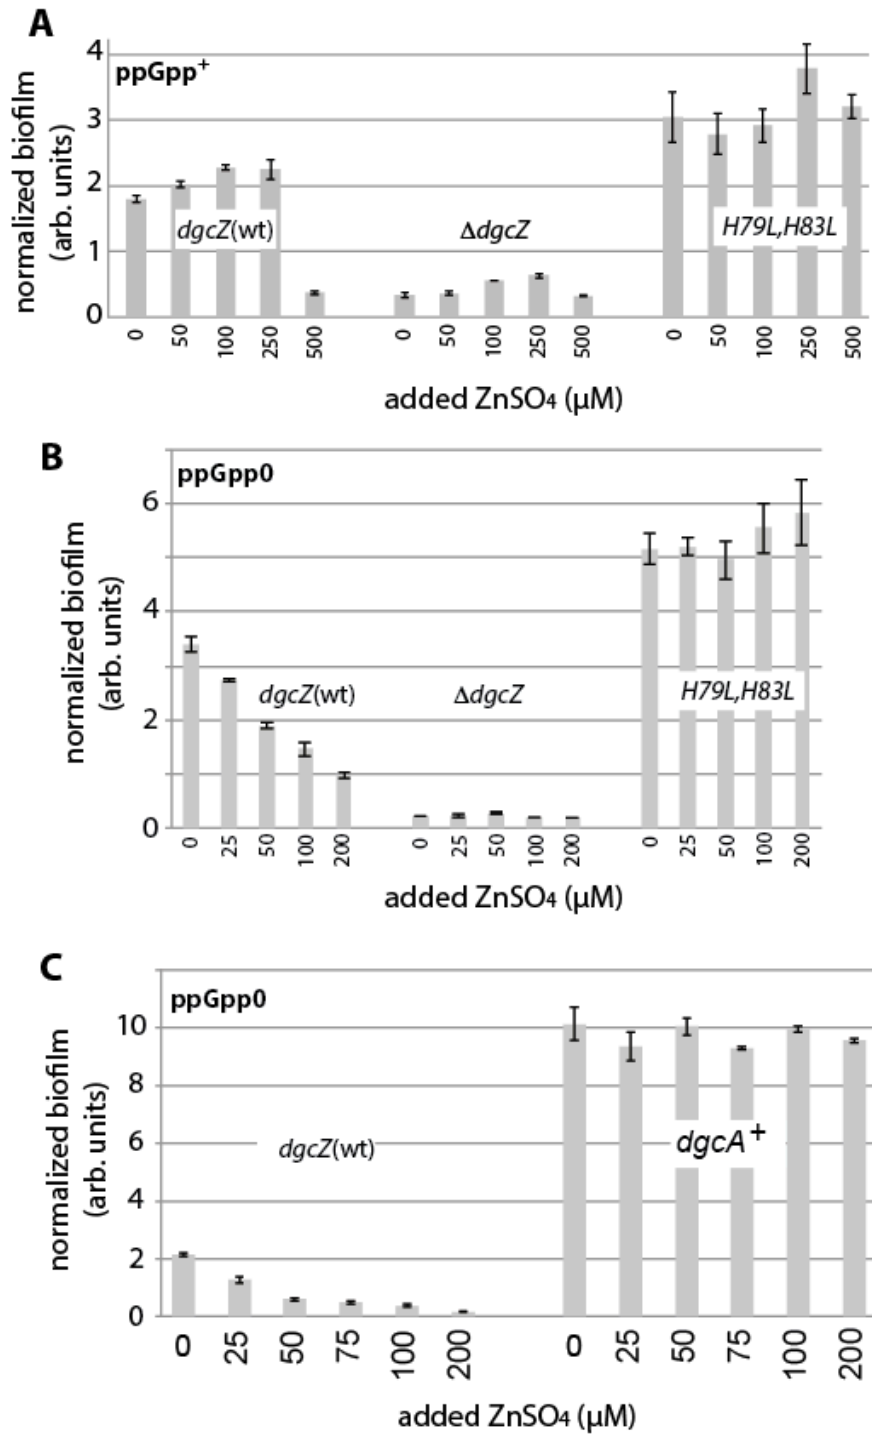 A
ppGpp⁺
normalized biofilm
(arb. units)
4
3
2
1
0
dgcZ(wt)
ΔdgcZ
H79L,H83L
0 50 100 250 500 0 50 100 250 500 0 50 100 250 500
added ZnSO₄ (μM)
B
ppGpp0
normalized biofilm
(arb. units)
6
4
2
0
dgcZ(wt)
ΔdgcZ
H79L,H83L
0 25 50 100 200 0 25 50 100 200 0 25 50 100 200
added ZnSO₄ (μM)
C
ppGpp0
normalized biofilm
(arb. units)
10
8
6
4
2
0
dgcZ(wt)
dgcA⁺
0 25 50 75 100 200 0 25 50 75 100 200
added ZnSO₄ (μM)